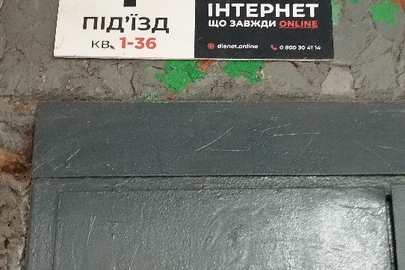 ПІД'ЇЗД
КВ. 1-36
ІНТЕРНЕТ
ЩО ЗАВЖДИ ONLINE
dienet.online 0 800 30 41 14